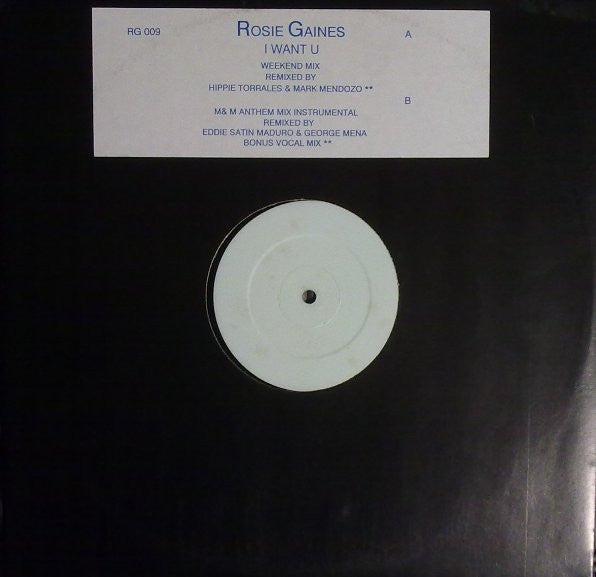 RG 009 ROSIE GAINES A
I WANT U
WEEKEND MIX
REMIXED BY
HIPPIE TORRALES & MARK MENDOZO **
B
M& M ANTHEM MIX INSTRUMENTAL
REMIXED BY
EDDIE SATIN MADURO & GEORGE MENA
BONUS VOCAL MIX **